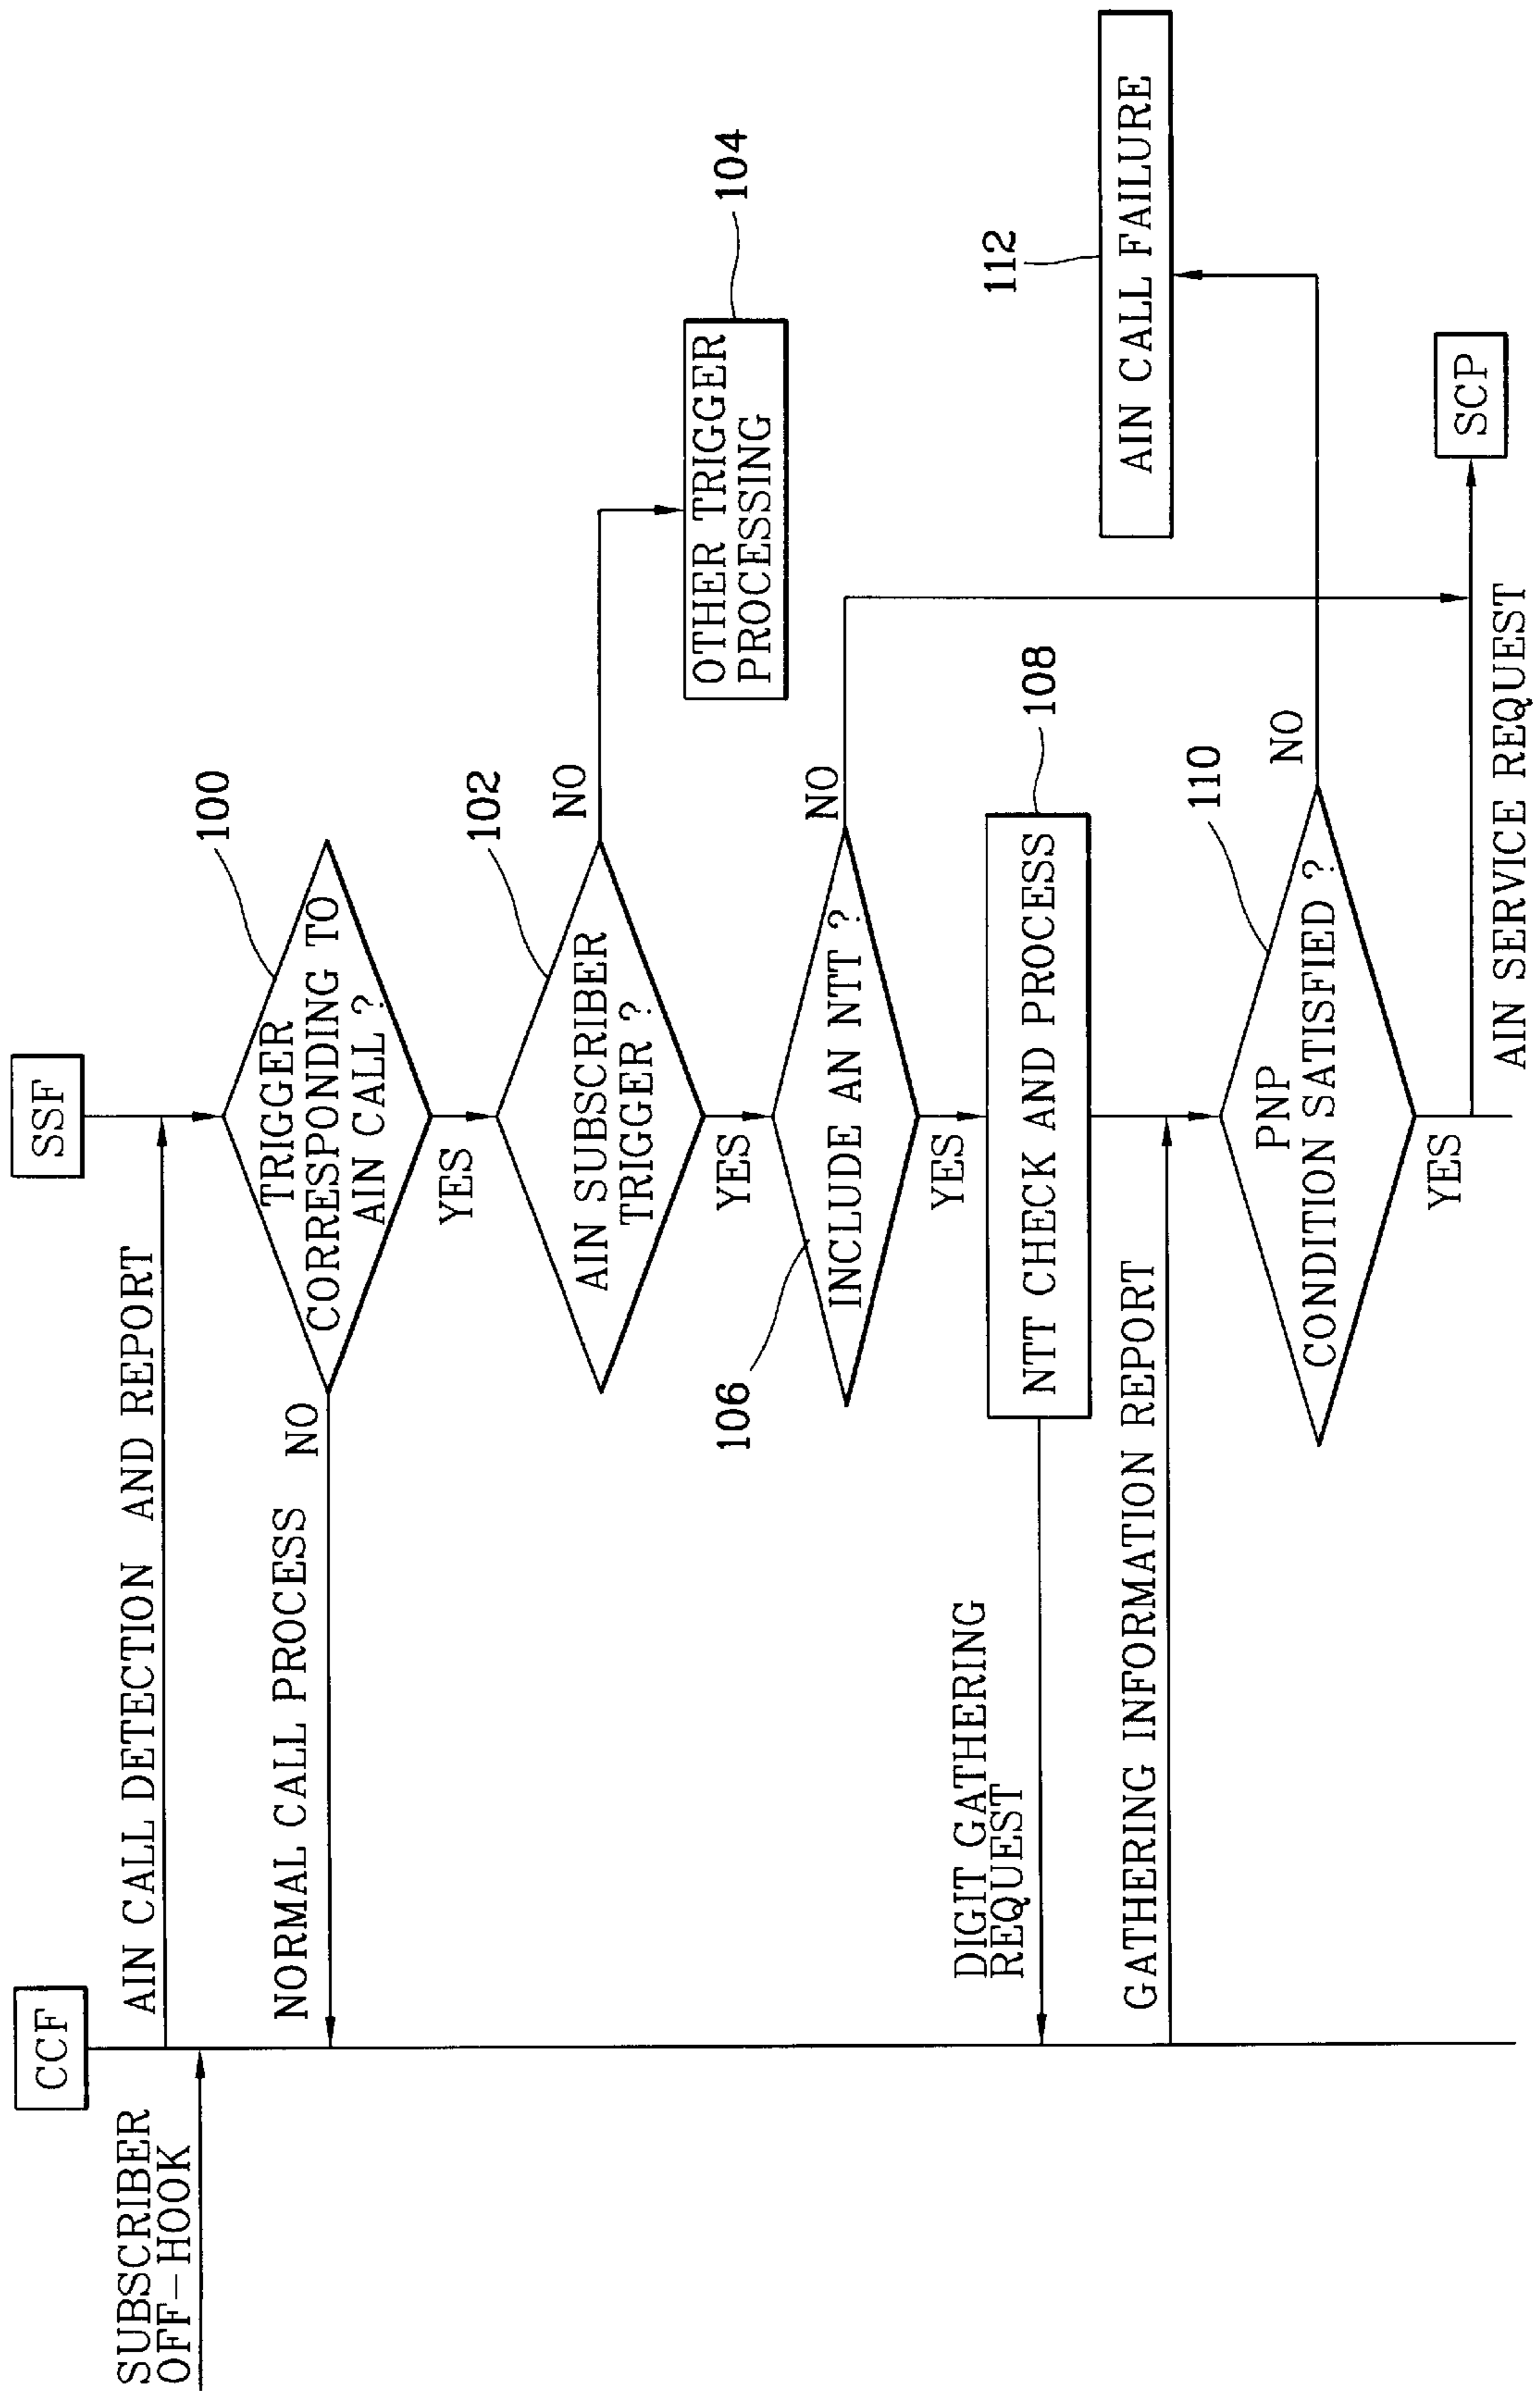 CCF
SSF
SUBSCRIBER
OFF-HOOK
AIN CALL DETECTION AND REPORT
100
TRIGGER
CORRESPONDING TO
AIN CALL ?
NO
NORMAL CALL PROCESS
YES
102
AIN SUBSCRIBER
TRIGGER ?
NO
104
OTHER TRIGGER
PROCESSING
YES
106
INCLUDE AN NTT ?
NO
YES
108
NTT CHECK AND PROCESS
DIGIT GATHERING
REQUEST
112
AIN CALL FAILURE
GATHERING INFORMATION REPORT
110
PNP
CONDITION SATISFIED ?
NO
YES
SCP
AIN SERVICE REQUEST